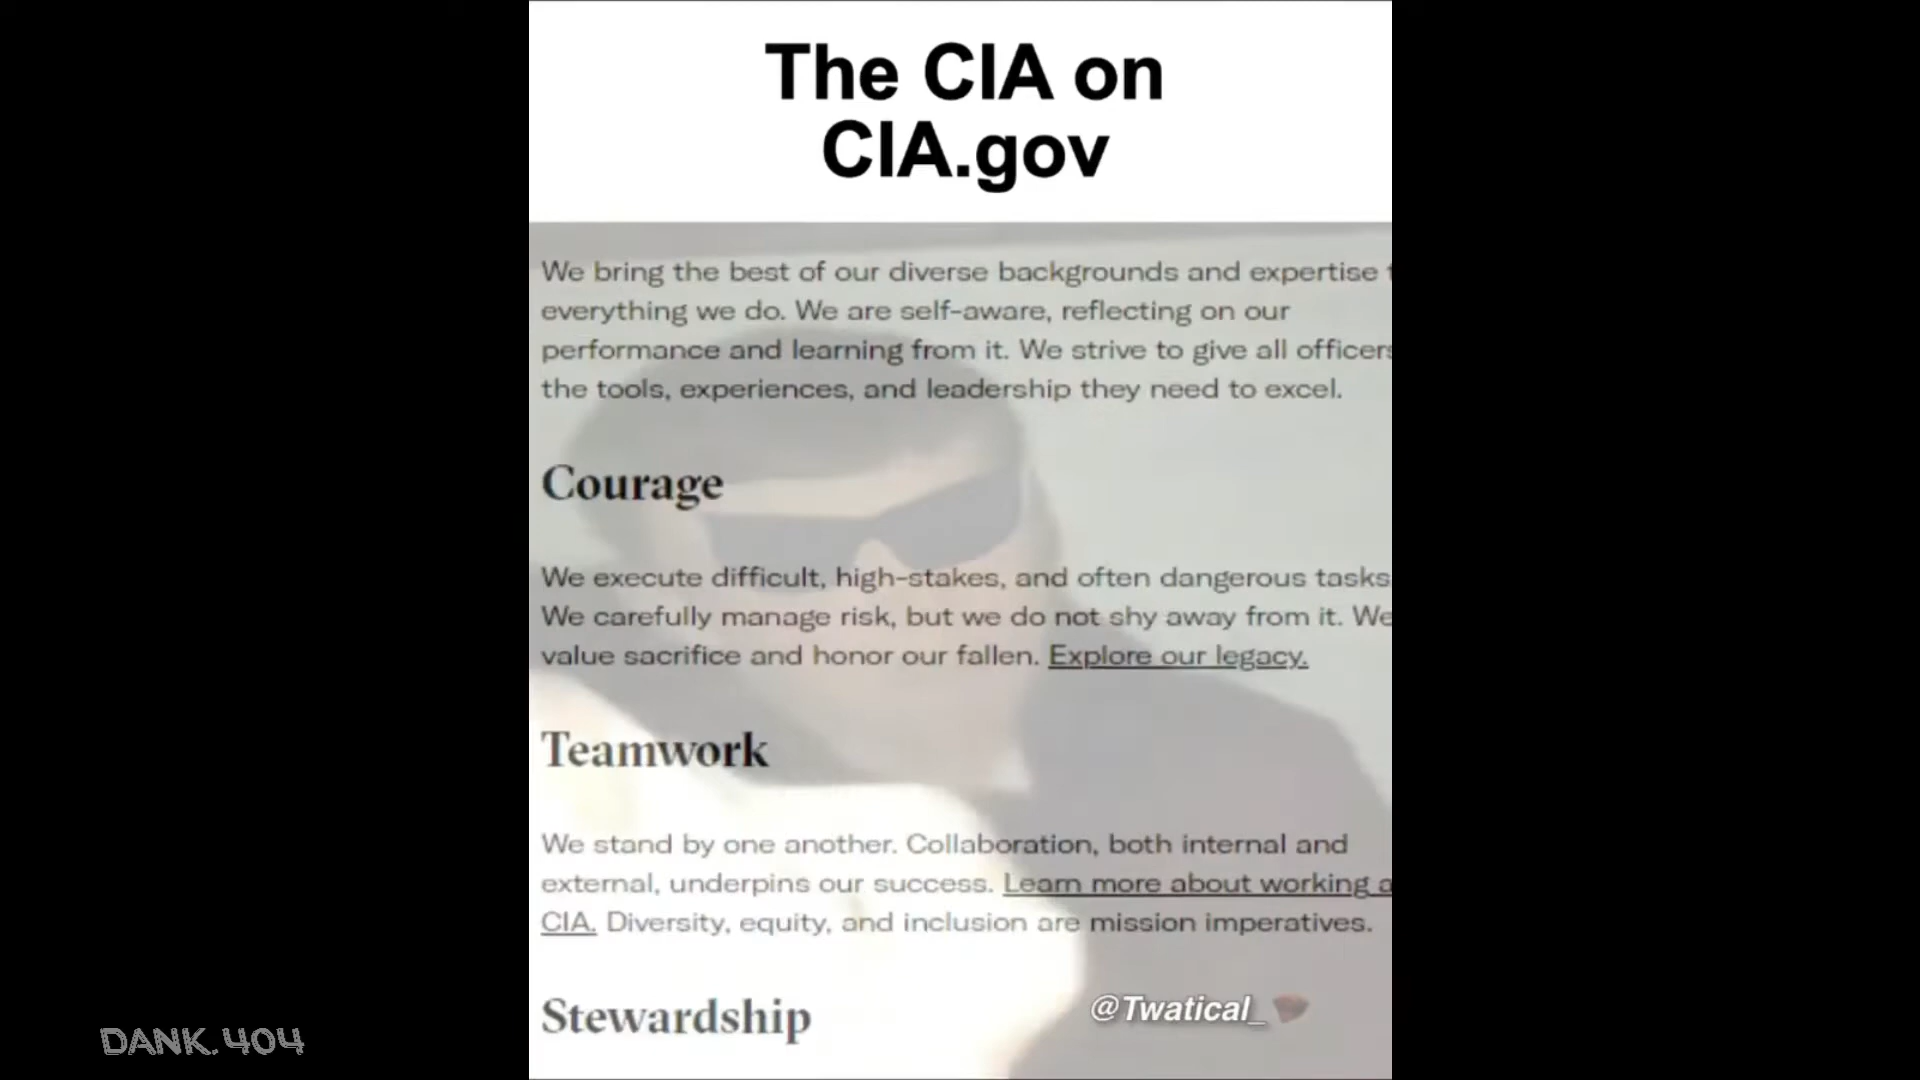 The CIA on
CIA.gov
We bring the best of our diverse backgrounds and expertise
everything we do. We are self-aware, reflecting on our
performance and learning from it. We strive to give all officers
the tools, experiences, and leadership they need to excel.
Courage
We execute difficult, high-stakes, and often dangerous tasks
We carefully manage risk, but we do not shy away from it. We
value sacrifice and honor our fallen. Explore our legacy.
Teamwork
We stand by one another. Collaboration, both internal and
external, underpins our success. Learn more about working
CIA. Diversity, equity, and inclusion are mission imperatives.
Stewardship
@Twatical_
DANK.404